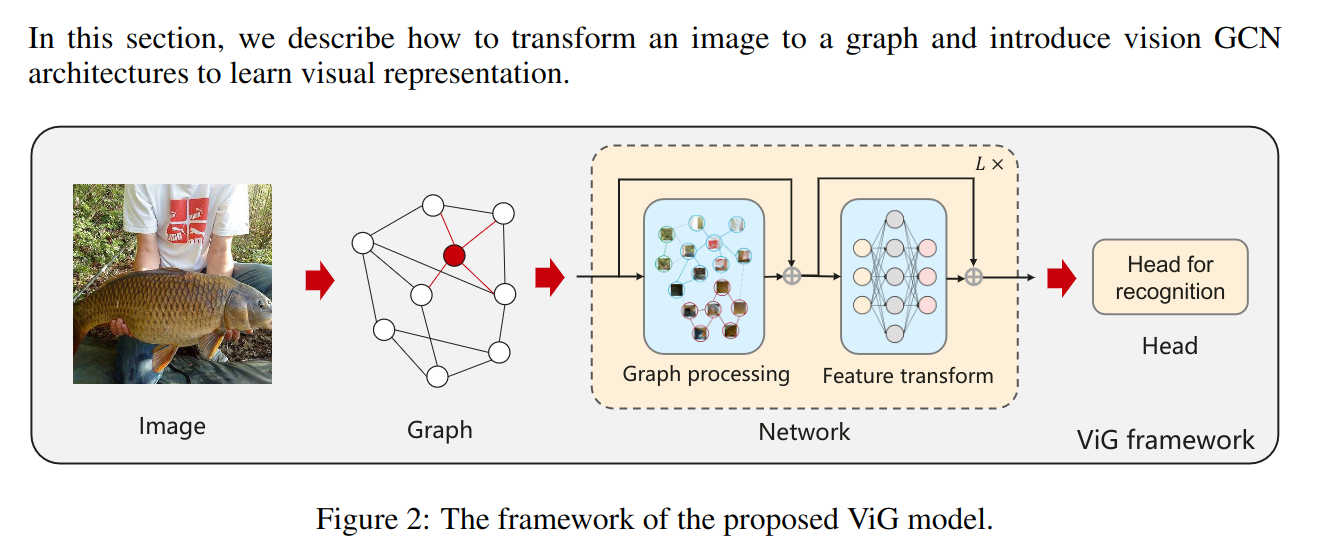 In this section, we describe how to transform an image to a graph and introduce vision GCN
architectures to learn visual representation.
L ×
Head for
recognition
Graph processing
Feature transform
Head
Image
Graph
Network
ViG framework
Figure 2: The framework of the proposed ViG model.